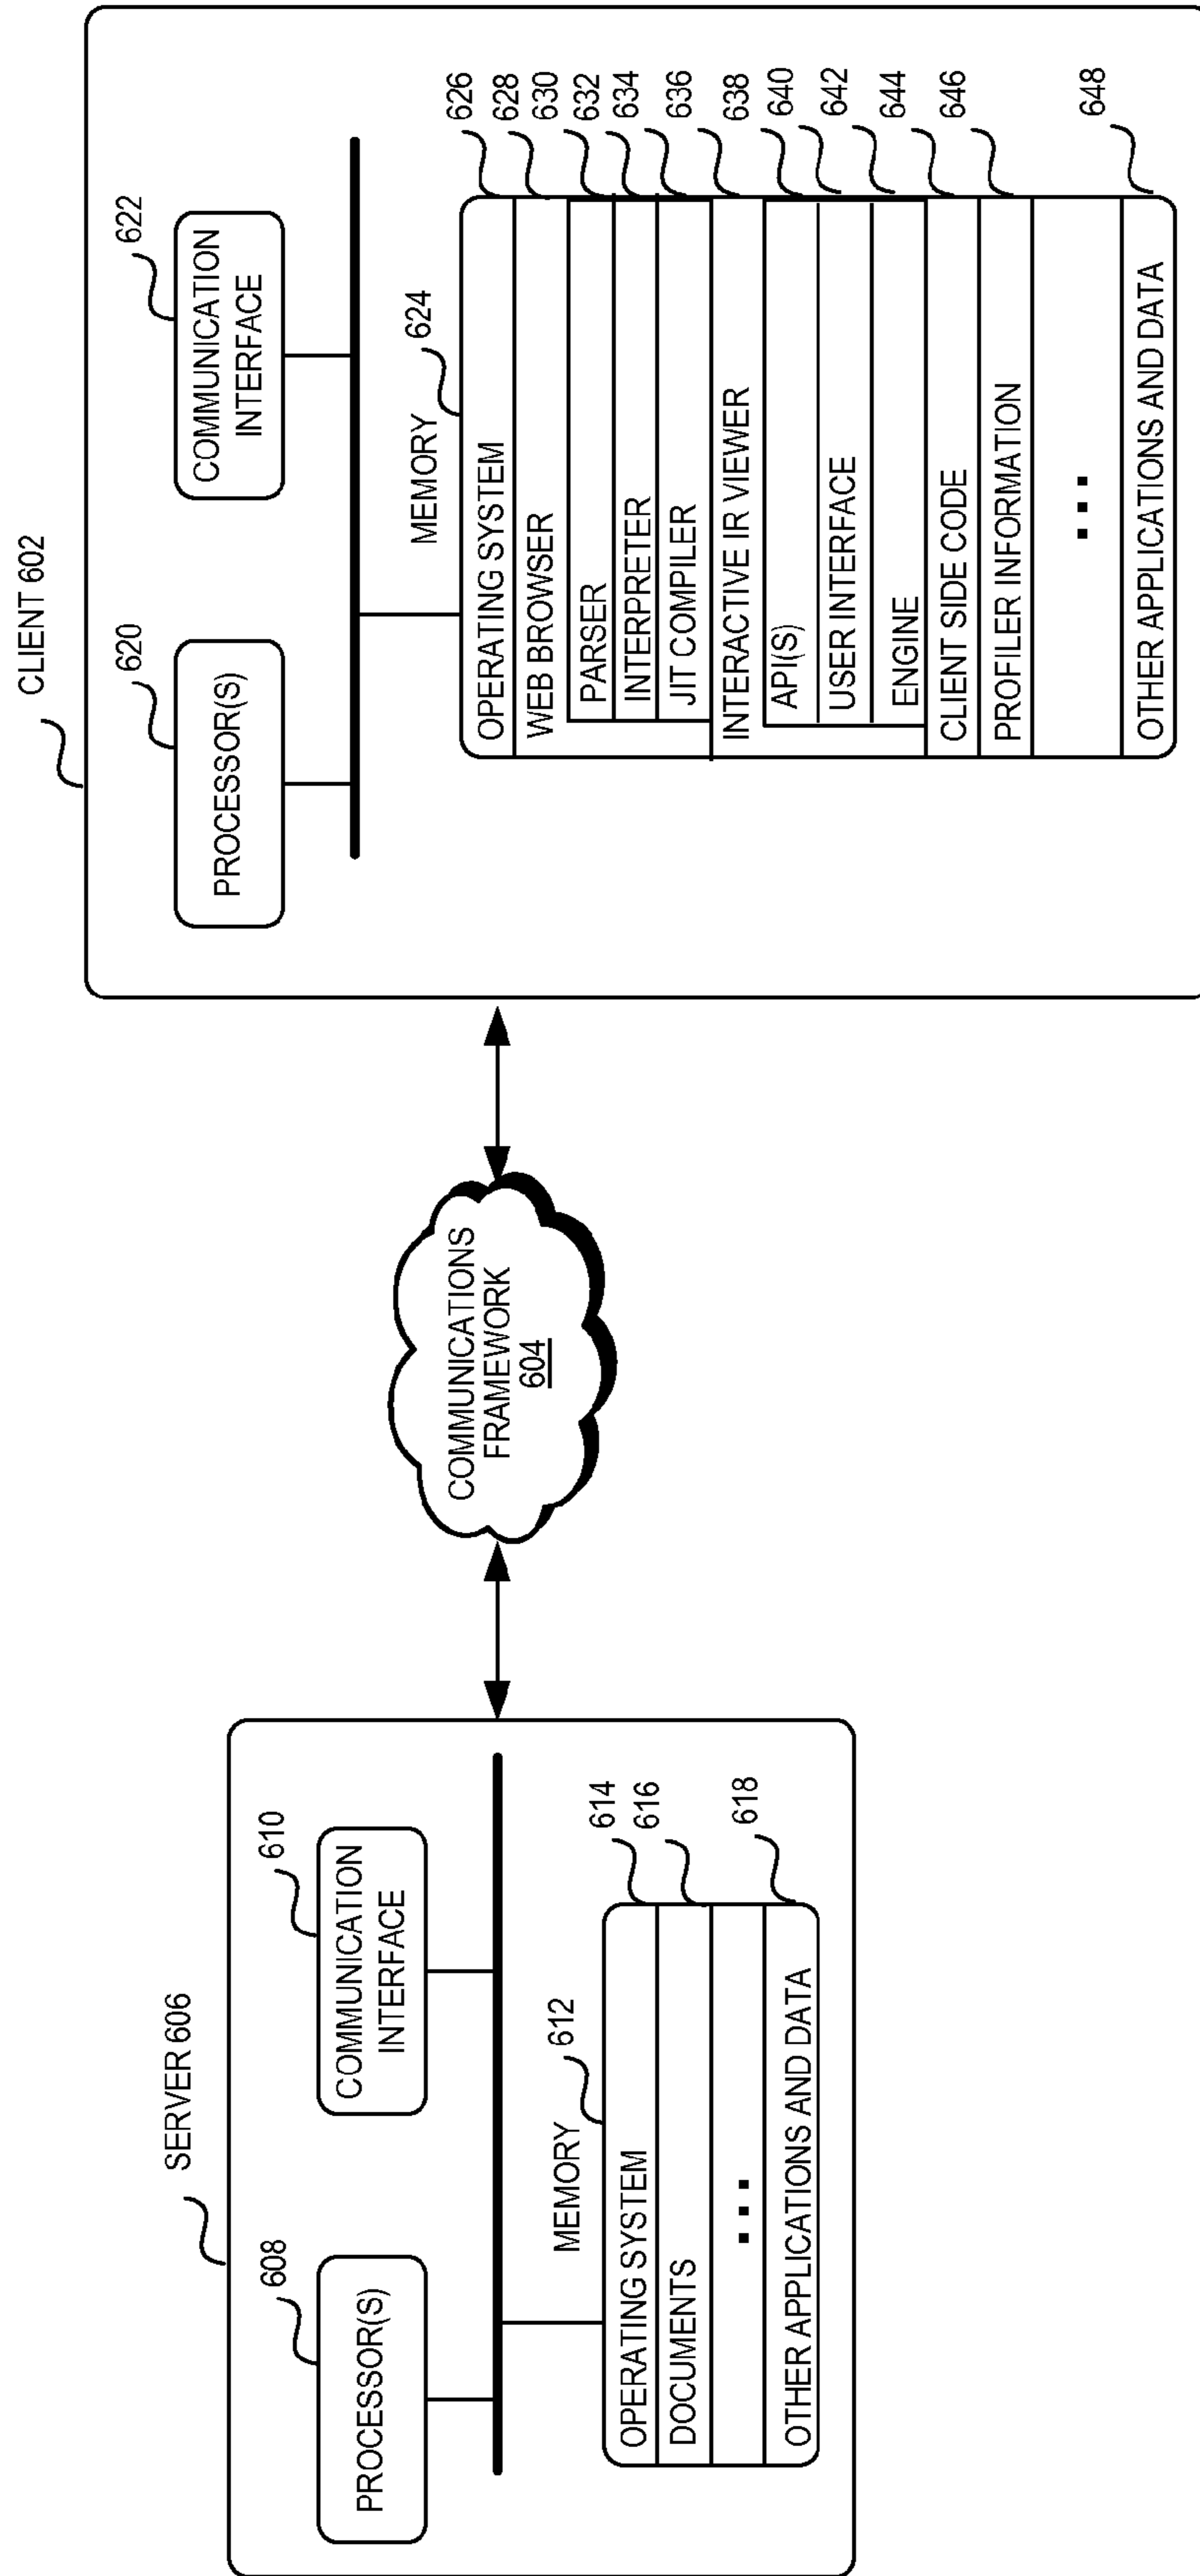 SERVER 606
608
PROCESSOR(S)
610
COMMUNICATION
INTERFACE
MEMORY
612
OPERATING SYSTEM
614
DOCUMENTS
616
...
OTHER APPLICATIONS AND DATA
618
COMMUNICATIONS
FRAMEWORK
604
CLIENT 602
620
PROCESSOR(S)
622
COMMUNICATION
INTERFACE
MEMORY
624
OPERATING SYSTEM
626
WEB BROWSER
628
630
PARSER
632
INTERPRETER
634
JIT COMPILER
636
INTERACTIVE IR VIEWER
638
API(S)
640
USER INTERFACE
642
ENGINE
644
CLIENT SIDE CODE
646
PROFILER INFORMATION
...
OTHER APPLICATIONS AND DATA
648